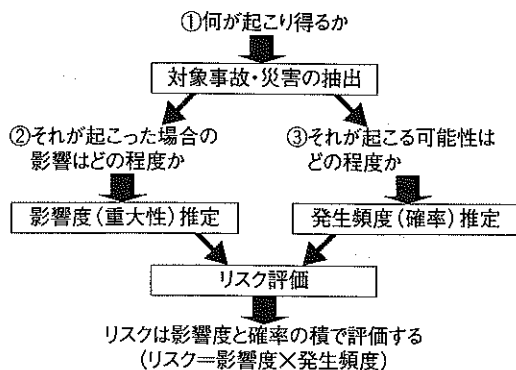 ①何が起こり得るか
対象事故・災害の抽出
②それが起こった場合の
影響はどの程度か
③それが起こる可能性は
どの程度か
影響度(重大性)推定
発生頻度(確率)推定
リスク評価
リスクは影響度と確率の積で評価する
(リスク=影響度×発生頻度)